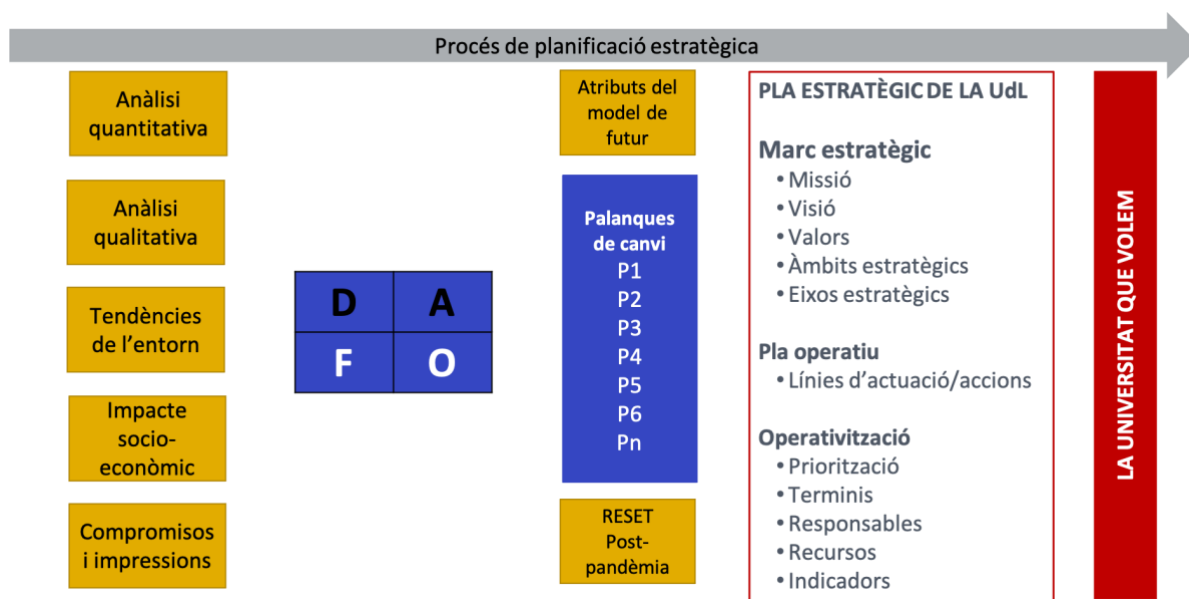 Procés de planificació estratègica
Anàlisi
quantitativa
Anàlisi
qualitativa
Tendències
de l'entorn
Impacte
socio-
econòmic
Compromisos
i impressions
D A
F O
Atributs del
model de
futur
Palanques
de canvi
P1
P2
P3
P4
P5
P6
Pn
RESET
Post-
pandèmia
PLA ESTRATÈGIC DE LA UdL
Marc estratègic
• Missió
• Visió
• Valors
• Àmbits estratègics
• Eixos estratègics
Pla operatiu
• Línies d'actuació/accions
Operativització
• Priorització
• Terminis
• Responsables
• Recursos
• Indicadors
LA UNIVERSITAT QUE VOLEM